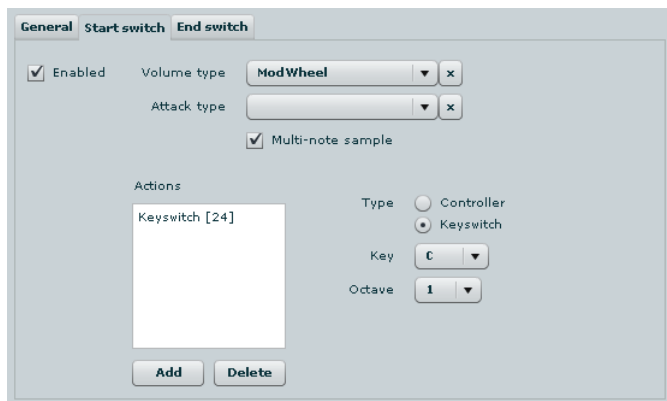 General Start switch End switch
Enabled
Volume type ModWheel
Attack type
Multi-note sample
Actions
Keyswitch [24]
Type Controller
Keyswitch
Key C
Octave 1
Add Delete